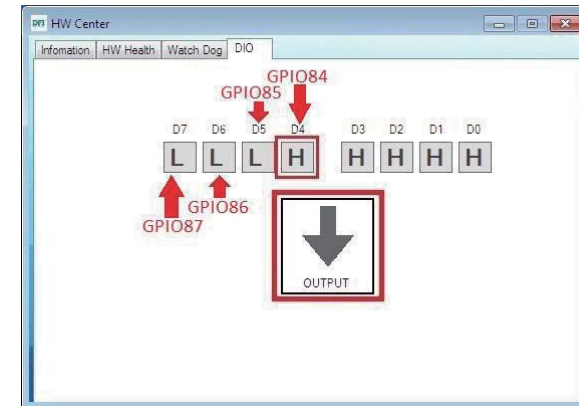 DFI HW Center
Infomation HW Health Watch Dog DIO
GPIO84
GPIO85
D7 D6 D5 D4 D3 D2 D1 D0
L L L H H H H H
GPIO86
GPIO87
OUTPUT